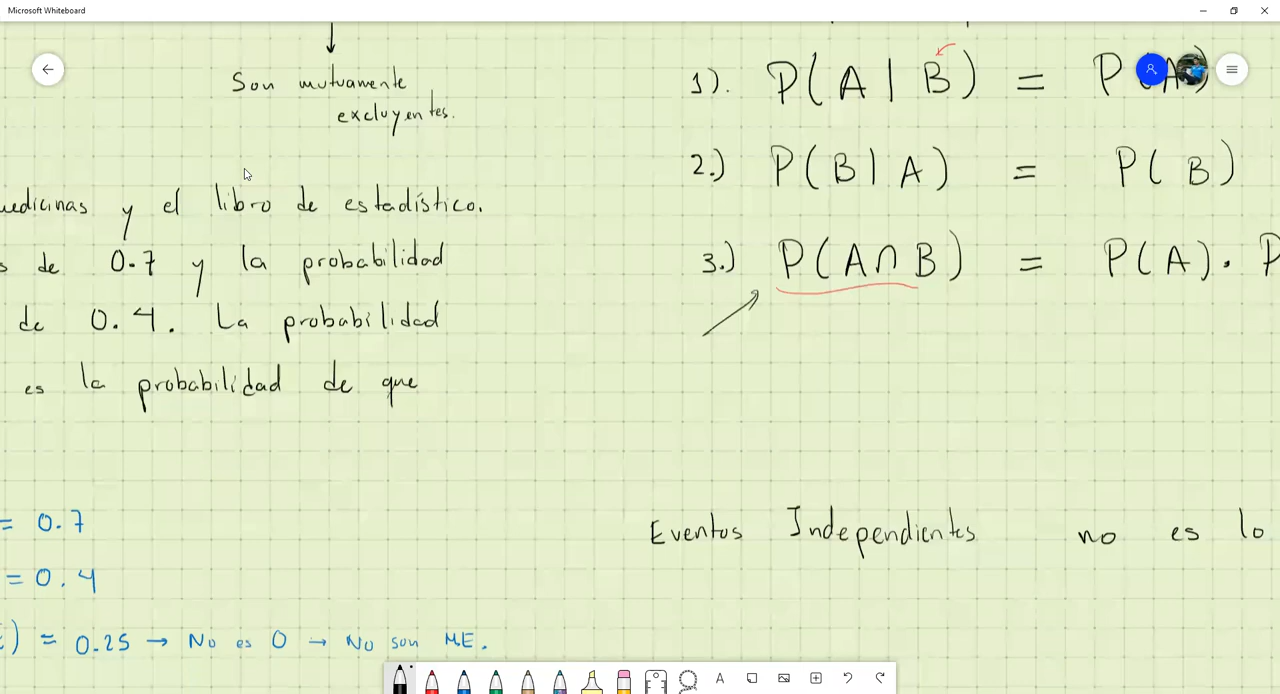 Microsoft Whiteboard
Son mutuamente
excluyentes.
y el libro de estadístico.
de 0.7 y la probabilidad
de 0.4. La probabilidad
es la probabilidad de que
= 0.7
= 0.4
) = 0.25 → No es 0 → No son ME.
1). P(A | B) = P(A)
2.) P(B | A) = P(B)
3.) P(A∩B) = P(A). P
Eventos Independientes no es lo
A